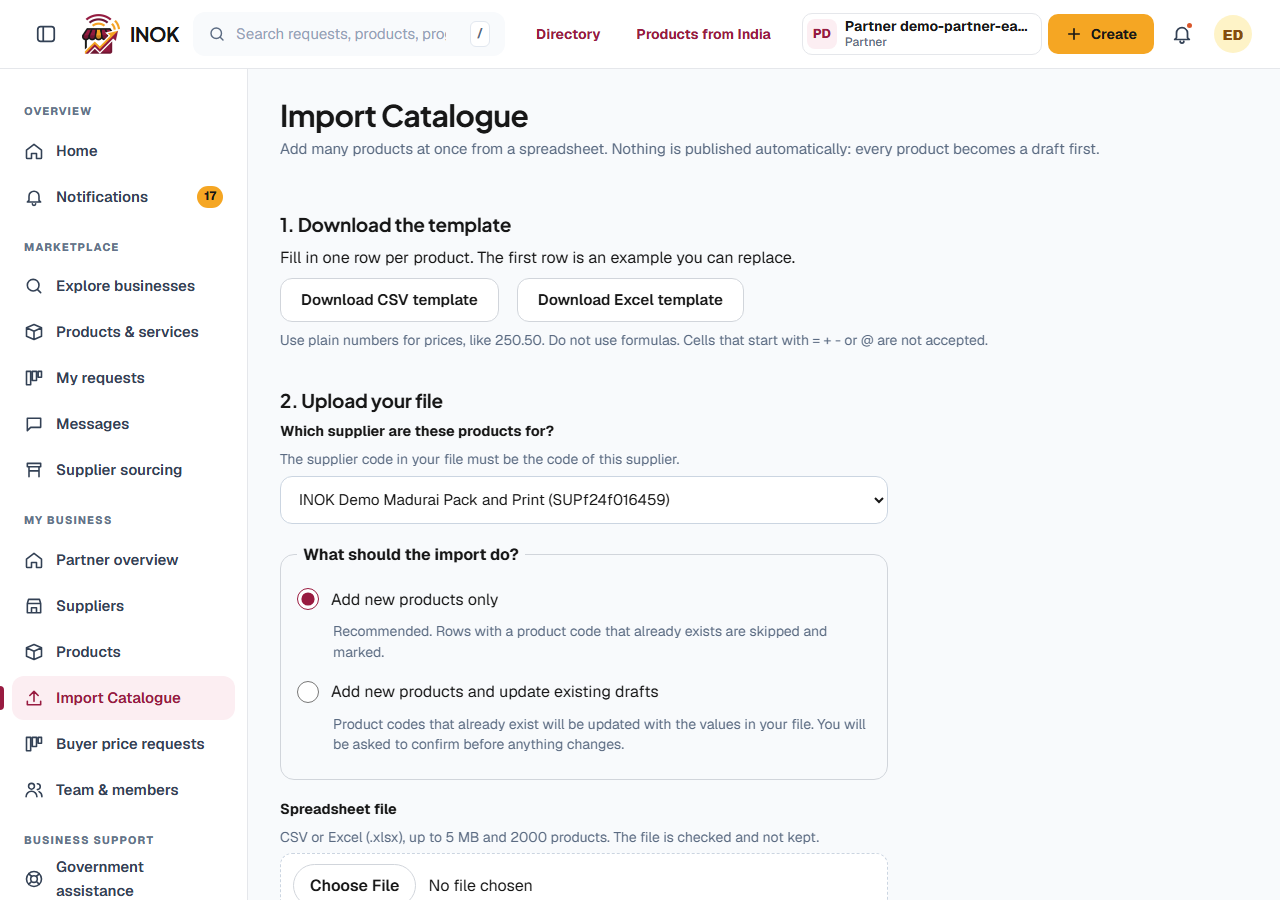 INOK
Search requests, products, pro
/
Directory
Products from India
PD
Partner demo-partner-ea...
Partner
+ Create
ED
OVERVIEW
Home
Notifications
17
MARKETPLACE
Explore businesses
Products & services
My requests
Messages
Supplier sourcing
MY BUSINESS
Partner overview
Suppliers
Products
Import Catalogue
Buyer price requests
Team & members
BUSINESS SUPPORT
Government
assistance
Import Catalogue
Add many products at once from a spreadsheet. Nothing is published automatically: every product becomes a draft first.
1. Download the template
Fill in one row per product. The first row is an example you can replace.
Download CSV template
Download Excel template
Use plain numbers for prices, like 250.50. Do not use formulas. Cells that start with = + - or @ are not accepted.
2. Upload your file
Which supplier are these products for?
The supplier code in your file must be the code of this supplier.
INOK Demo Madurai Pack and Print (SUPf24f016459)
What should the import do?
Add new products only
Recommended. Rows with a product code that already exists are skipped and
marked.
Add new products and update existing drafts
Product codes that already exist will be updated with the values in your file. You will
be asked to confirm before anything changes.
Spreadsheet file
CSV or Excel (.xlsx), up to 5 MB and 2000 products. The file is checked and not kept.
Choose File
No file chosen